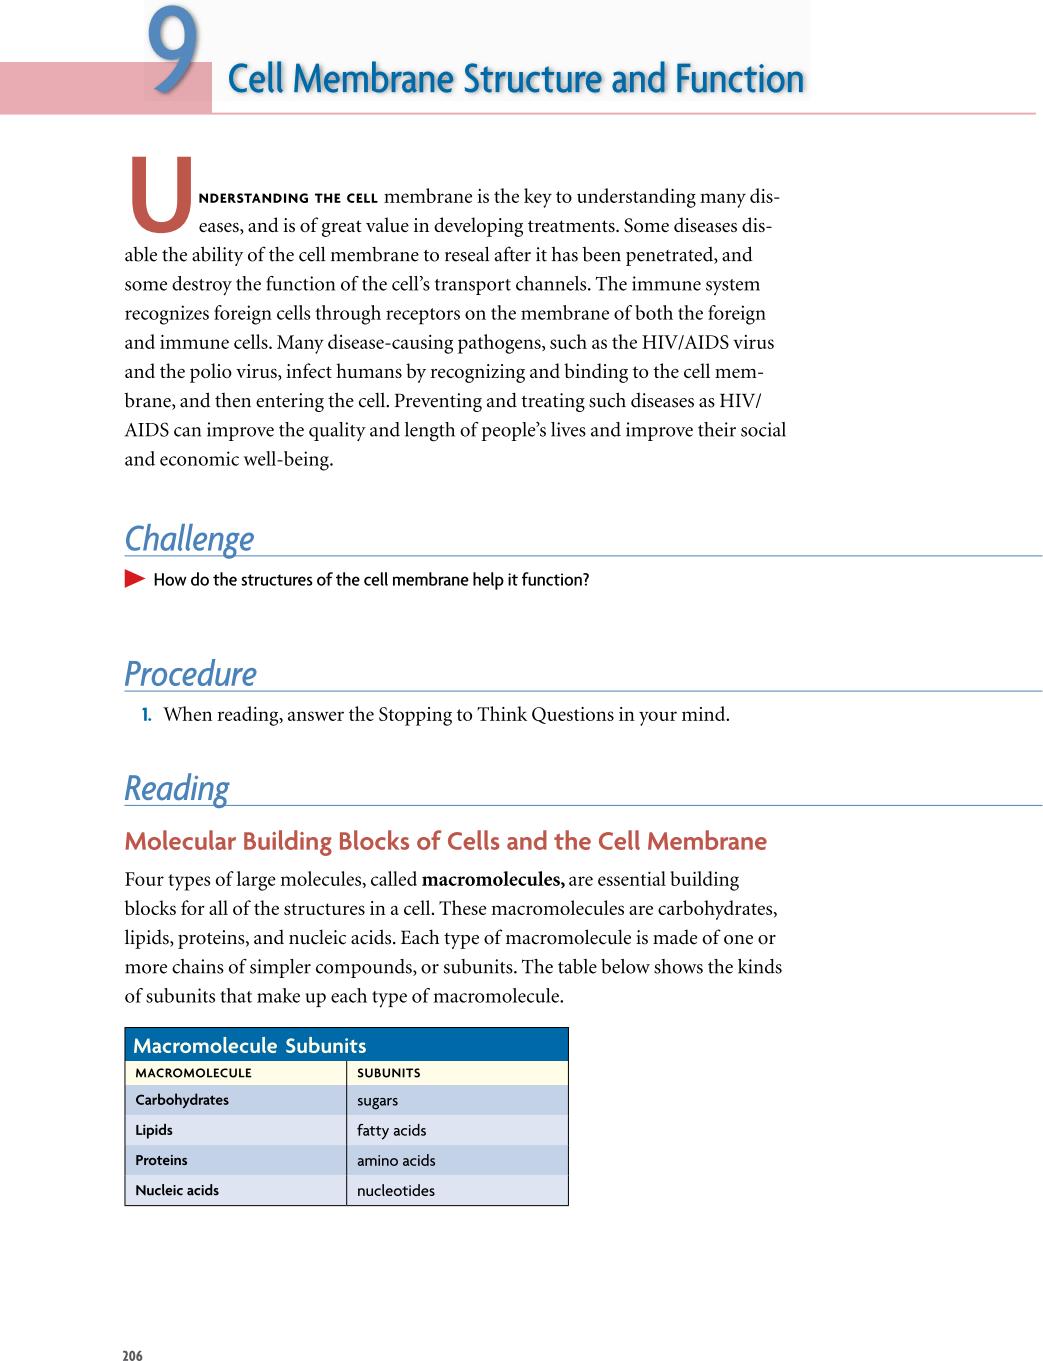 9
Cell Membrane Structure and Function
UNDERSTANDING THE CELL membrane is the key to understanding many dis-
eases, and is of great value in developing treatments. Some diseases dis-
able the ability of the cell membrane to reseal after it has been penetrated, and
some destroy the function of the cell’s transport channels. The immune system
recognizes foreign cells through receptors on the membrane of both the foreign
and immune cells. Many disease-causing pathogens, such as the HIV/AIDS virus
and the polio virus, infect humans by recognizing and binding to the cell mem-
brane, and then entering the cell. Preventing and treating such diseases as HIV/
AIDS can improve the quality and length of people’s lives and improve their social
and economic well-being.
Challenge
How do the structures of the cell membrane help it function?
Procedure
1. When reading, answer the Stopping to Think Questions in your mind.
Reading
Molecular Building Blocks of Cells and the Cell Membrane
Four types of large molecules, called macromolecules, are essential building
blocks for all of the structures in a cell. These macromolecules are carbohydrates,
lipids, proteins, and nucleic acids. Each type of macromolecule is made of one or
more chains of simpler compounds, or subunits. The table below shows the kinds
of subunits that make up each type of macromolecule.
Macromolecule Subunits
MACROMOLECULE SUBUNITS
Carbohydrates sugars
Lipids fatty acids
Proteins amino acids
Nucleic acids nucleotides
206